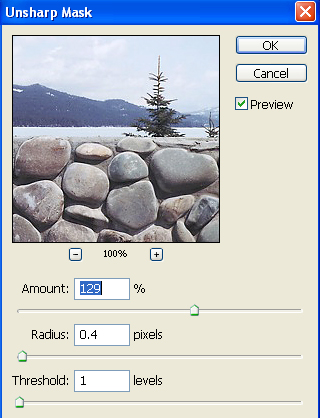 Unsharp Mask
OK
Cancel
Preview
100%
Amount: 129 %
Radius: 0.4 pixels
Threshold: 1 levels